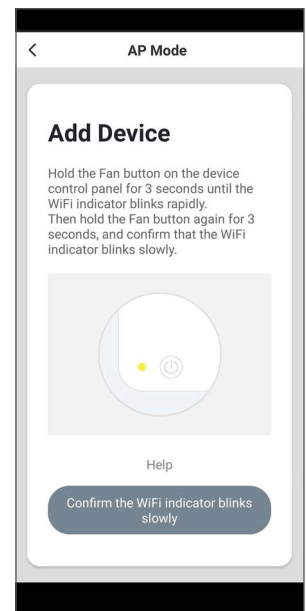 AP Mode
Add Device
Hold the Fan button on the device
control panel for 3 seconds until the
WiFi indicator blinks rapidly.
Then hold the Fan button again for 3
seconds, and confirm that the WiFi
indicator blinks slowly.
Help
Confirm the WiFi indicator blinks
slowly